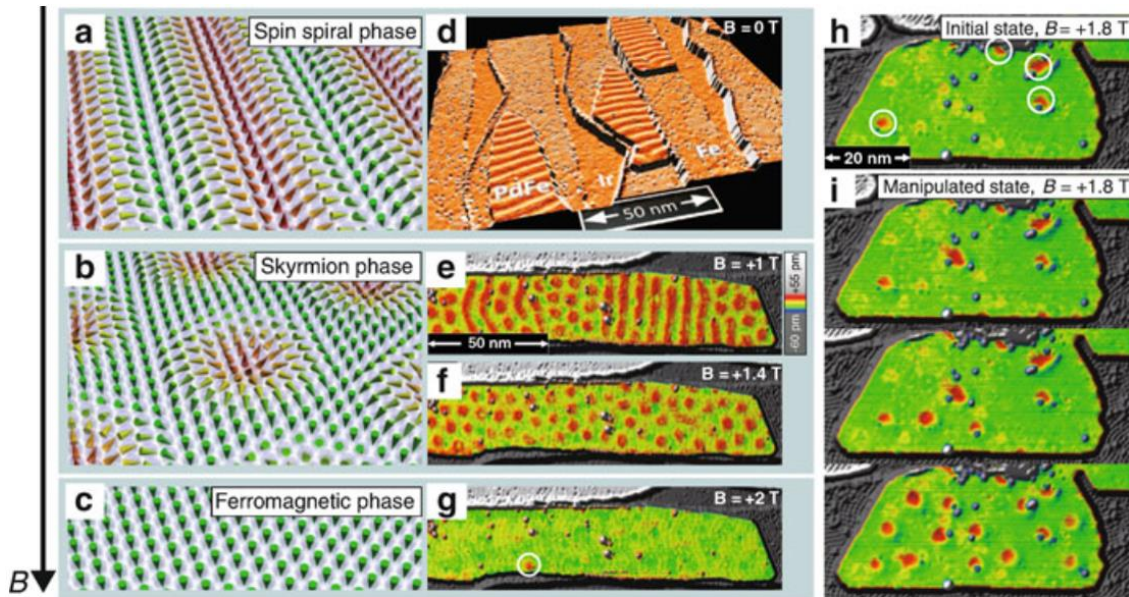 a
Spin spiral phase
d
B = 0 T
PdFe
Ir
Fe
50 nm
b
Skyrmion phase
e
B = +1 T
50 nm
+55 pm
-60 pm
f
B = +1.4 T
c
Ferromagnetic phase
g
B = +2 T
B
h
Initial state, B = +1.8 T
20 nm
i
Manipulated state, B = +1.8 T